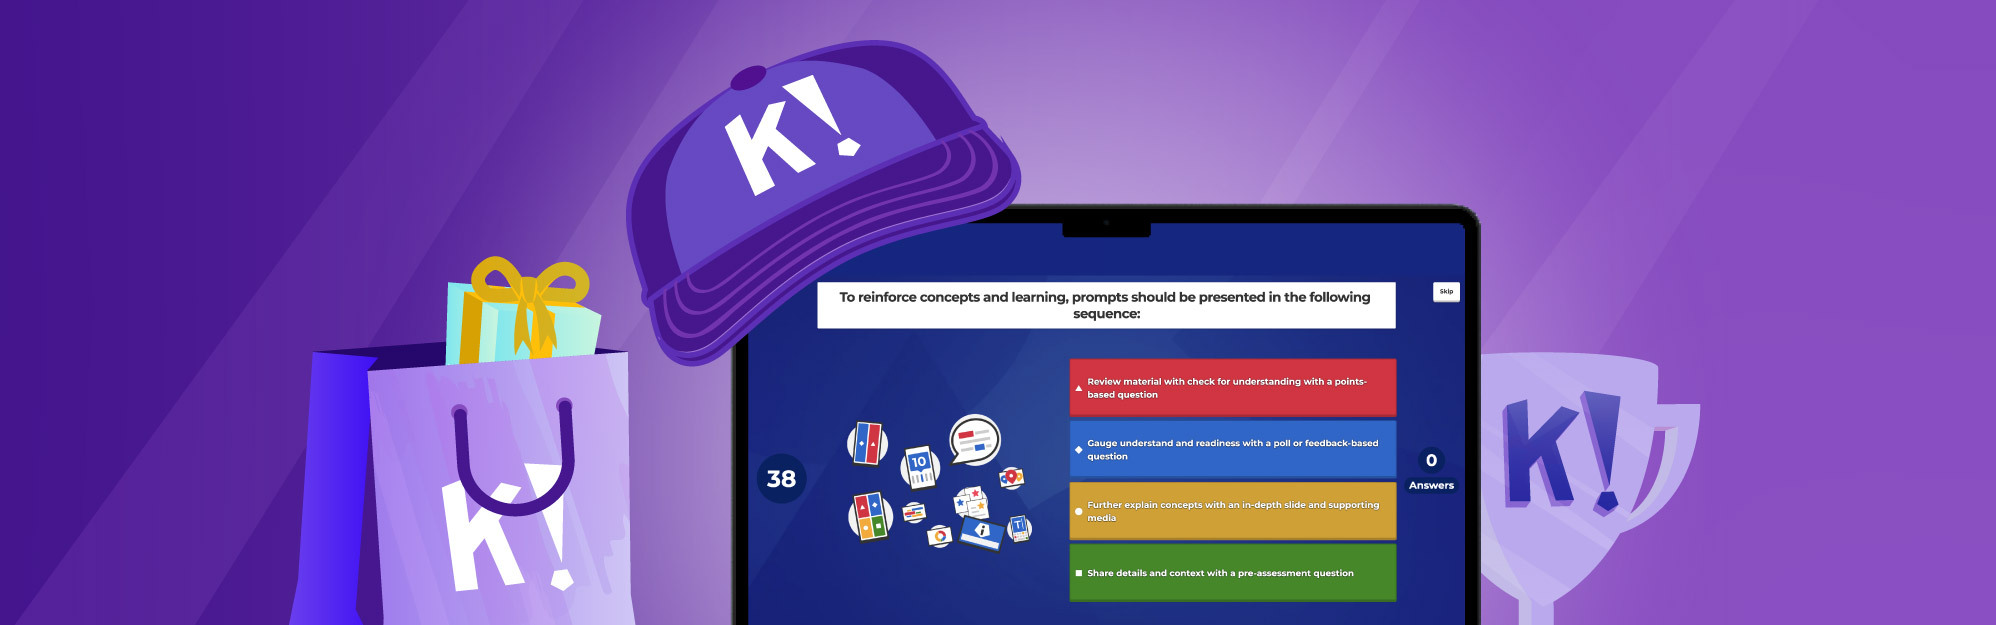 K!
To reinforce concepts and learning, prompts should be presented in the following
sequence:
Skip
Review material with check for understanding with a points-
based question
Gauge understand and readiness with a poll or feedback-based
question
Further explain concepts with an in-depth slide and supporting
media
Share details and context with a pre-assessment question
38
10
0
Answers
K!
K!